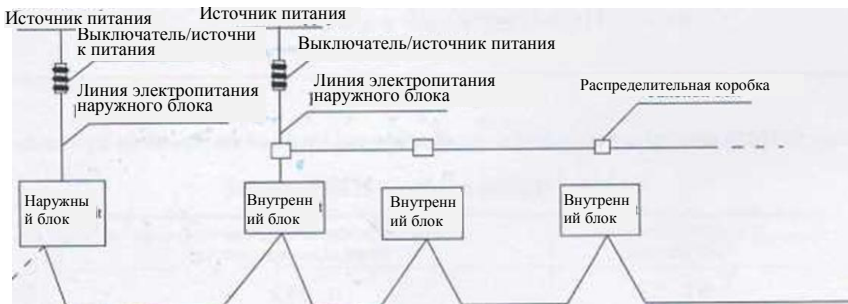 Источник питания
Источник питания
Выключатель/источни
к питания
Выключатель/источник питания
Линия электропитания
наружного блока
Линия электропитания
наружного блока
Распределительная коробка
Наружны
й блок
Внутренн
ий блок
Внутренн
ий блок
Внутренн
ий блок